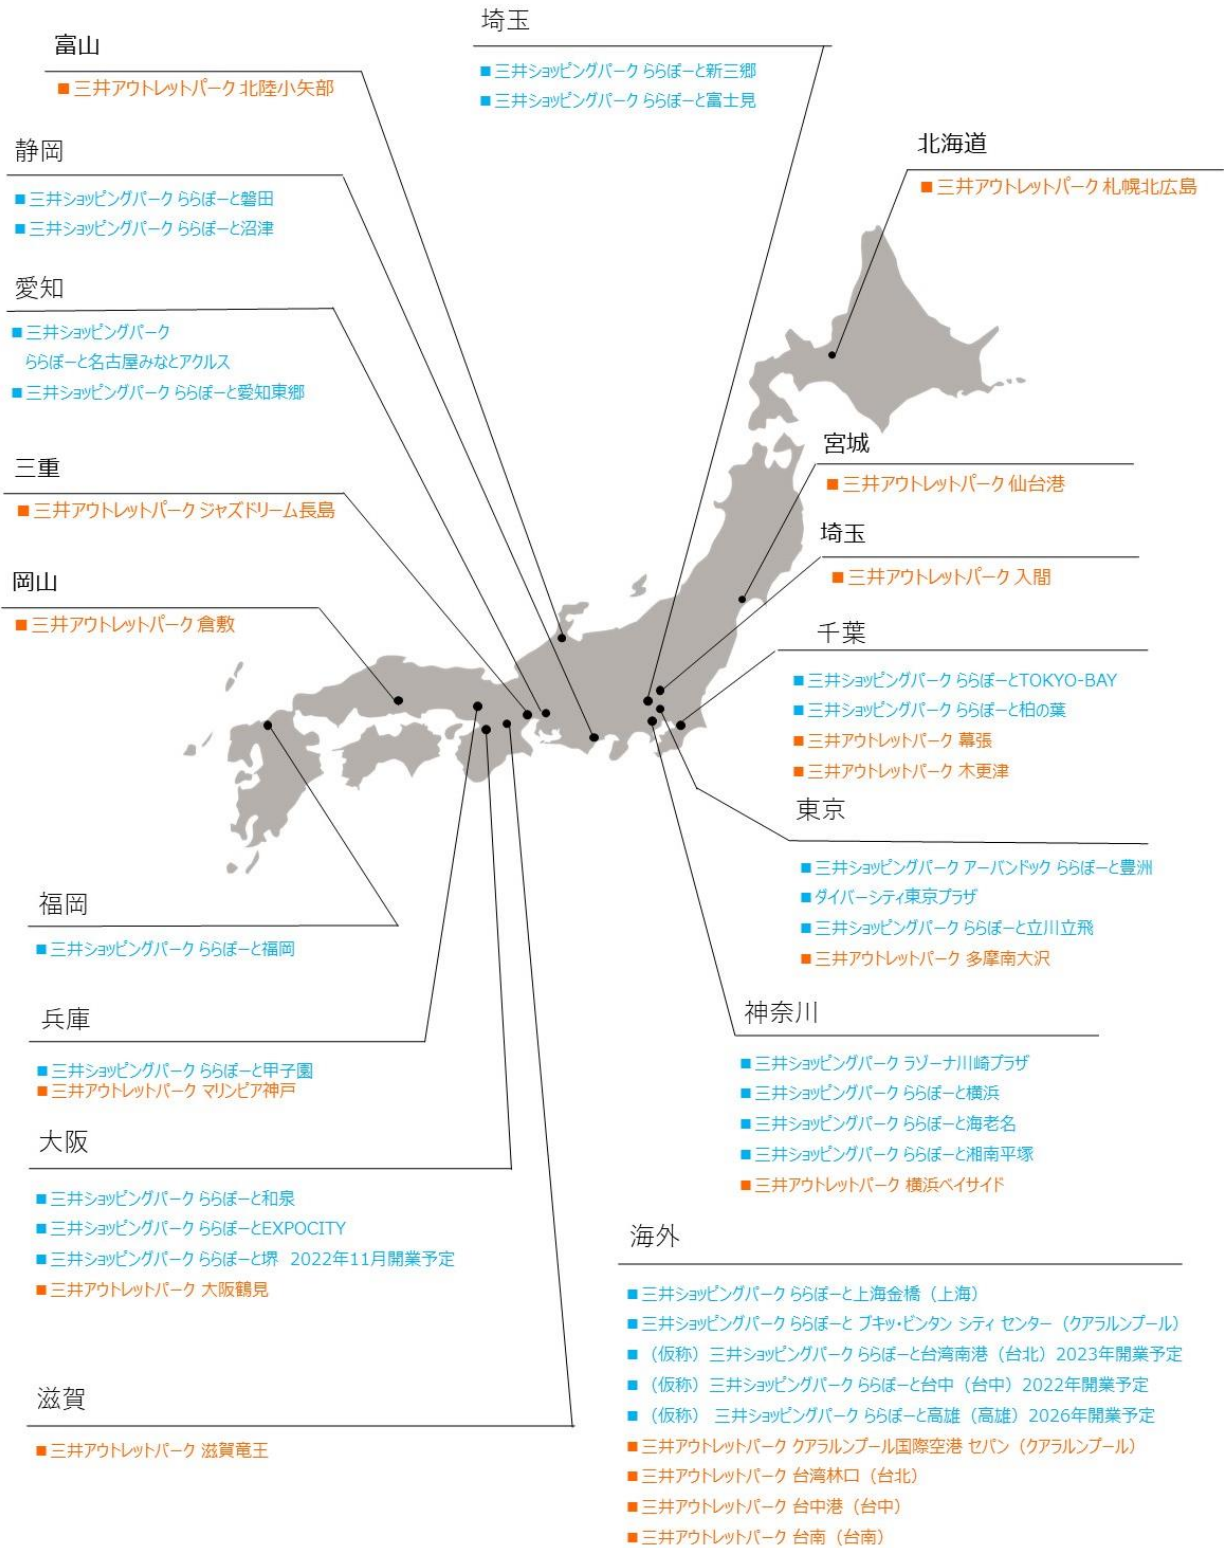 埼玉
■ 三井ショッピングパーク ららぽーと新三郷
■ 三井ショッピングパーク ららぽーと富士見
富山
■ 三井アウトレットパーク 北陸小矢部
静岡
■ 三井ショッピングパーク ららぽーと磐田
■ 三井ショッピングパーク ららぽーと沼津
愛知
■ 三井ショッピングパーク
ららぽーと名古屋みなとアクルス
■ 三井ショッピングパーク ららぽーと愛知東郷
三重
■ 三井アウトレットパーク ジャズドリーム長島
岡山
■ 三井アウトレットパーク 倉敷
北海道
■ 三井アウトレットパーク 札幌北広島
宮城
■ 三井アウトレットパーク 仙台港
埼玉
■ 三井アウトレットパーク 入間
千葉
■ 三井ショッピングパーク ららぽーとTOKYO-BAY
■ 三井ショッピングパーク ららぽーと柏の葉
■ 三井アウトレットパーク 幕張
■ 三井アウトレットパーク 木更津
東京
■ 三井ショッピングパーク アーバンドック ららぽーと豊洲
■ ダイバーシティ東京プラザ
■ 三井ショッピングパーク ららぽーと立川立飛
■ 三井アウトレットパーク 多摩南大沢
神奈川
■ 三井ショッピングパーク ラゾーナ川崎プラザ
■ 三井ショッピングパーク ららぽーと横浜
■ 三井ショッピングパーク ららぽーと海老名
■ 三井ショッピングパーク ららぽーと湘南平塚
■ 三井アウトレットパーク 横浜ベイサイド
福岡
■ 三井ショッピングパーク ららぽーと福岡
兵庫
■ 三井ショッピングパーク ららぽーと甲子園
■ 三井アウトレットパーク マリンピア神戸
大阪
■ 三井ショッピングパーク ららぽーと和泉
■ 三井ショッピングパーク ららぽーとEXPOCITY
■ 三井ショッピングパーク ららぽーと堺 2022年11月開業予定
■ 三井アウトレットパーク 大阪鶴見
滋賀
■ 三井アウトレットパーク 滋賀竜王
海外
■ 三井ショッピングパーク ららぽーと上海金橋（上海）
■ 三井ショッピングパーク ららぽーと ブキッ・ビンタン シティ センター（クアラルンプール）
■ （仮称）三井ショッピングパーク ららぽーと台湾南港（台北）2023年開業予定
■ （仮称）三井ショッピングパーク ららぽーと台中（台中）2022年開業予定
■ （仮称） 三井ショッピングパーク ららぽーと高雄（高雄）2026年開業予定
■ 三井アウトレットパーク クアラルンプール国際空港 セパン（クアラルンプール）
■ 三井アウトレットパーク 台湾林口（台北）
■ 三井アウトレットパーク 台中港（台中）
■ 三井アウトレットパーク 台南（台南）